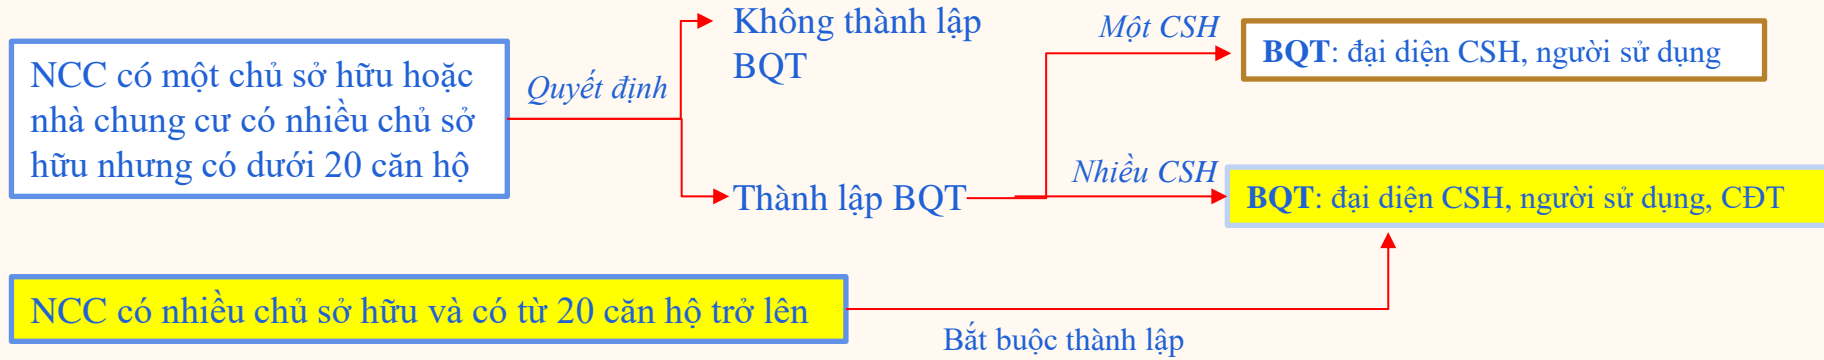 NCC có một chủ sở hữu hoặc
nhà chung cư có nhiều chủ sở
hữu nhưng có dưới 20 căn hộ
Quyết định
Không thành lập
BQT
Thành lập BQT
Một CSH
BQT: đại diện CSH, người sử dụng
Nhiều CSH
BQT: đại diện CSH, người sử dụng, CĐT
NCC có nhiều chủ sở hữu và có từ 20 căn hộ trở lên
Bắt buộc thành lập